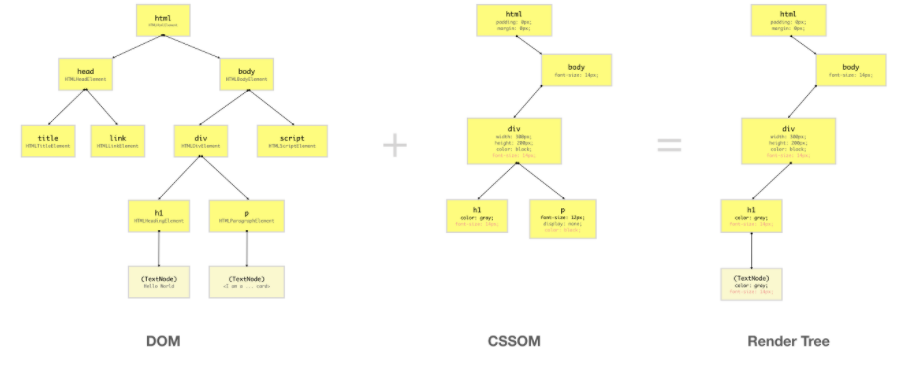 html
HTMLHtmlElement
head
HTMLHeadElement
body
HTMLBodyElement
title
HTMLTitleElement
link
HTMLLinkElement
div
HTMLDivElement
script
HTMLScriptElement
h1
HTMLHeadingElement
p
HTMLParagraphElement
(TextNode)
Hello World
(TextNode)
<I am a ... card>
DOM
+
html
padding: 0px;
margin: 0px;
body
font-size: 14px;
div
width: 300px;
height: 200px;
color: black;
font-size: 14px;
h1
color: gray;
font-size: 14px;
p
font-size: 12px;
display: none;
color: black;
CSSOM
=
html
padding: 0px;
margin: 0px;
body
font-size: 14px;
div
width: 300px;
height: 200px;
color: black;
font-size: 14px;
h1
color: gray;
font-size: 14px;
(TextNode)
color: gray;
font-size: 14px;
Render Tree